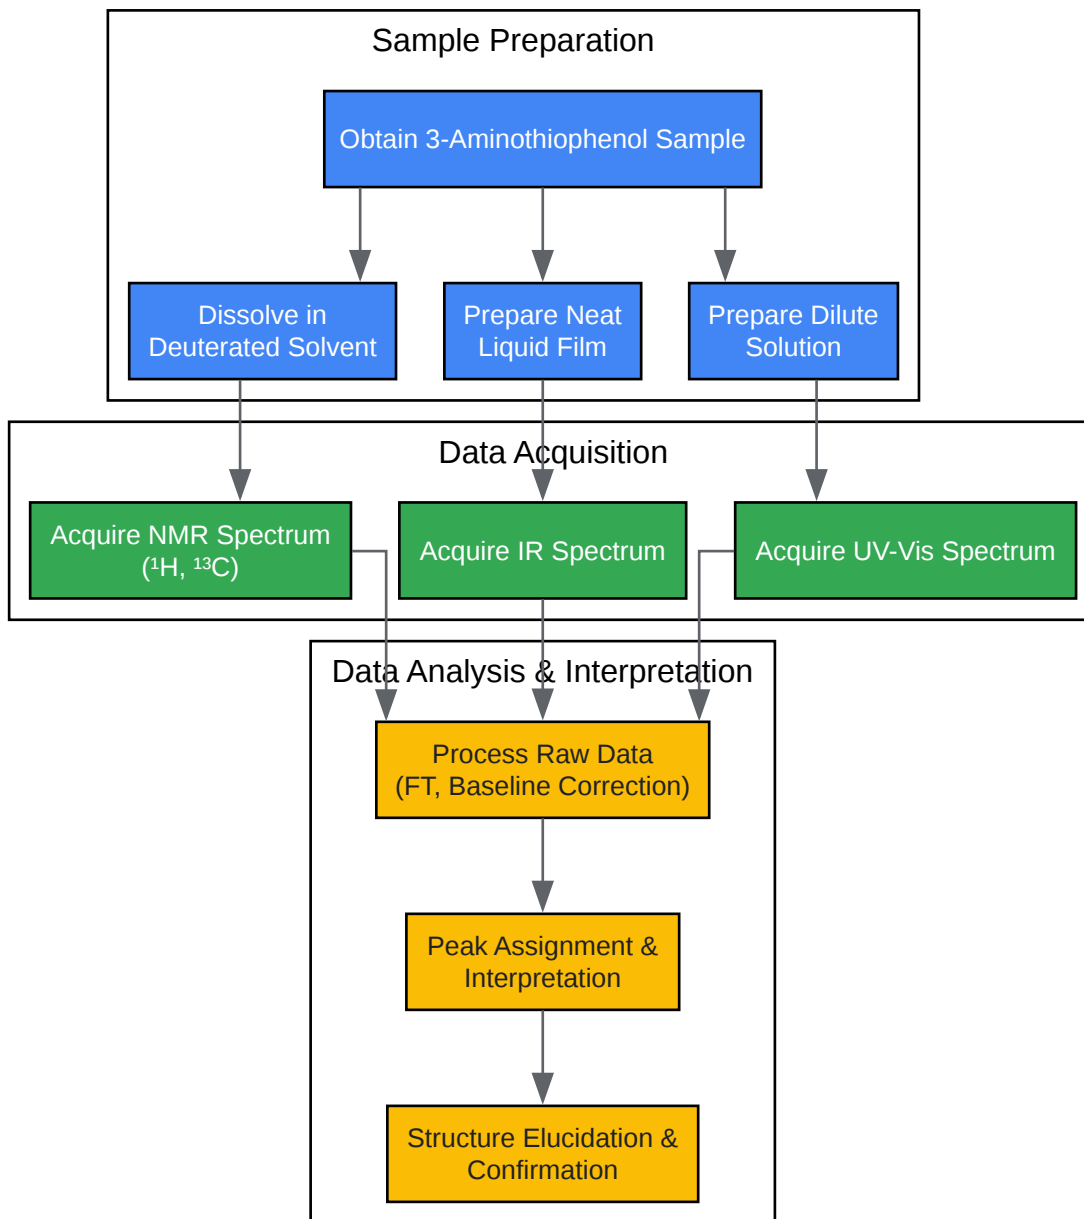 Sample Preparation
Obtain 3-Aminothiophenol Sample
Dissolve in
Deuterated Solvent
Prepare Neat
Liquid Film
Prepare Dilute
Solution
Data Acquisition
Acquire NMR Spectrum
(¹H, ¹³C)
Acquire IR Spectrum
Acquire UV-Vis Spectrum
Data Analysis & Interpretation
Process Raw Data
(FT, Baseline Correction)
Peak Assignment &
Interpretation
Structure Elucidation &
Confirmation